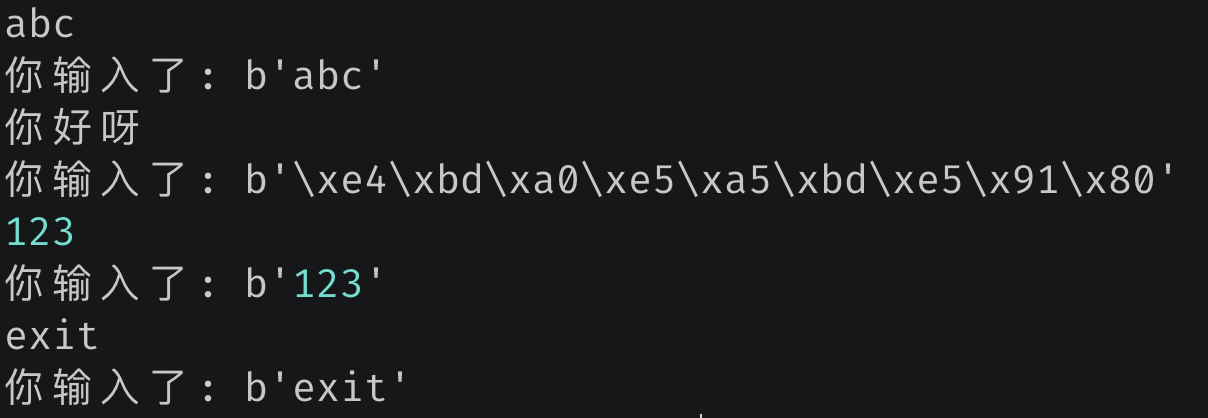 abc
你输入了: b'abc'
你好呀
你输入了: b'\xe4\xbd\xa0\xe5\xa5\xbd\xe5\x91\x80'
123
你输入了: b'123'
exit
你输入了: b'exit'